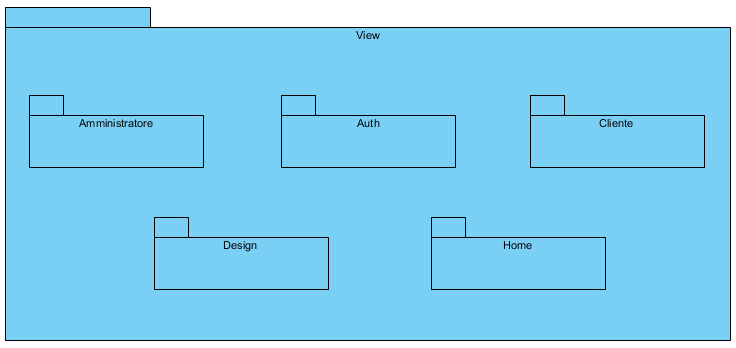 View
Amministratore
Auth
Cliente
Design
Home